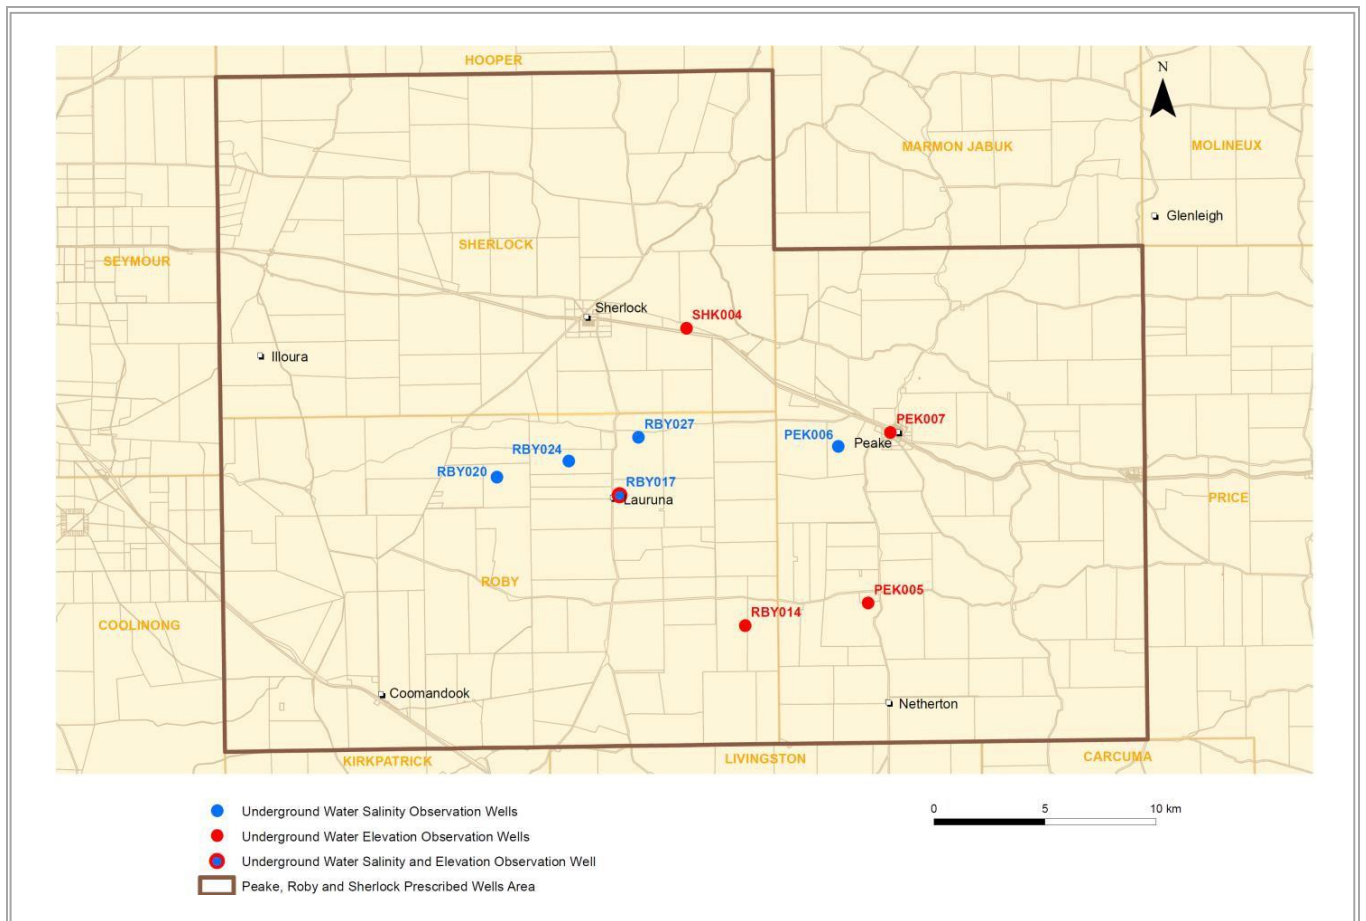 HOOPER
N
MARMON JABUK
MOLINEUX
Glenleigh
SHERLOCK
SEYMOUR
Sherlock
SHK004
Illoura
RBY027
PEK007
PEK006
Peake
RBY024
RBY020
RBY017
Lauruna
PRICE
ROBY
PEK005
RBY014
COOLINONG
Coomandook
Netherton
KIRKPATRICK
LIVINGSTON
CARCUMA
Underground Water Salinity Observation Wells
Underground Water Elevation Observation Wells
Underground Water Salinity and Elevation Observation Well
Peake, Roby and Sherlock Prescribed Wells Area
0 5 10 km